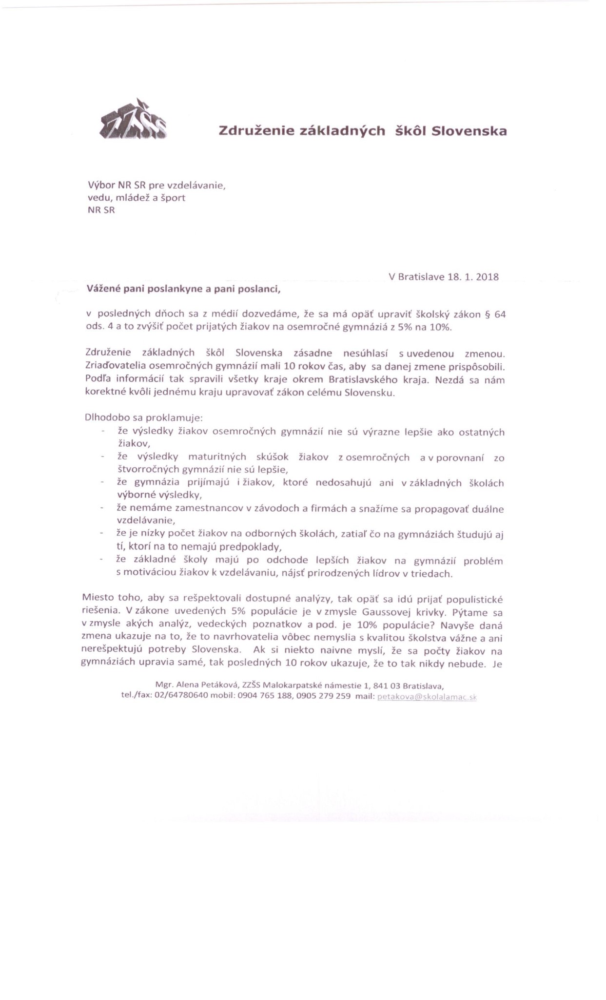 ZZŠS
Združenie základných škôl Slovenska
Výbor NR SR pre vzdelávanie,
vedu, mládež a šport
NR SR
V Bratislave 18. 1. 2018
Vážené pani poslankyne a pani poslanci,
v posledných dňoch sa z médií dozvedáme, že sa má opäť upraviť školský zákon § 64
ods. 4 a to zvýšiť počet prijatých žiakov na osemročné gymnáziá z 5% na 10%.
Združenie základných škôl Slovenska zásadne nesúhlasí s uvedenou zmenou.
Zriaďovatelia osemročných gymnázií mali 10 rokov čas, aby sa danej zmene prispôsobili.
Podľa informácií tak spravili všetky kraje okrem Bratislavského kraja. Nezdá sa nám
korektné kvôli jednému kraju upravovať zákon celému Slovensku.
Dlhodobo sa proklamuje:
- že výsledky žiakov osemročných gymnázií nie sú výrazne lepšie ako ostatných
žiakov,
- že výsledky maturitných skúšok žiakov z osemročných a v porovnaní zo
štvorročných gymnázií nie sú lepšie,
- že gymnázia prijímajú i žiakov, ktoré nedosahujú ani v základných školách
výborné výsledky,
- že nemáme zamestnancov v závodoch a firmách a snažíme sa propagovať duálne
vzdelávanie,
- že je nízky počet žiakov na odborných školách, zatiaľ čo na gymnáziách študujú aj
tí, ktorí na to nemajú predpoklady,
- že základné školy majú po odchode lepších žiakov na gymnázií problém
s motiváciou žiakov k vzdelávaniu, nájsť prirodzených lídrov v triedach.
Miesto toho, aby sa rešpektovali dostupné analýzy, tak opäť sa idú prijať populistické
riešenia. V zákone uvedených 5% populácie je v zmysle Gaussovej krivky. Pýtame sa
v zmysle akých analýz, vedeckých poznatkov a pod. je 10% populácie? Navyše daná
zmena ukazuje na to, že to navrhovatelia vôbec nemyslia s kvalitou školstva vážne a ani
nerešpektujú potreby Slovenska. Ak si niekto naivne myslí, že sa počty žiakov na
gymnáziách upravia samé, tak posledných 10 rokov ukazuje, že to tak nikdy nebude. Je
Mgr. Alena Petáková, ZZŠS Malokarpatské námestie 1, 841 03 Bratislava,
tel./fax: 02/64780640 mobil: 0904 765 188, 0905 279 259 mail: petakova@skolalamac.sk